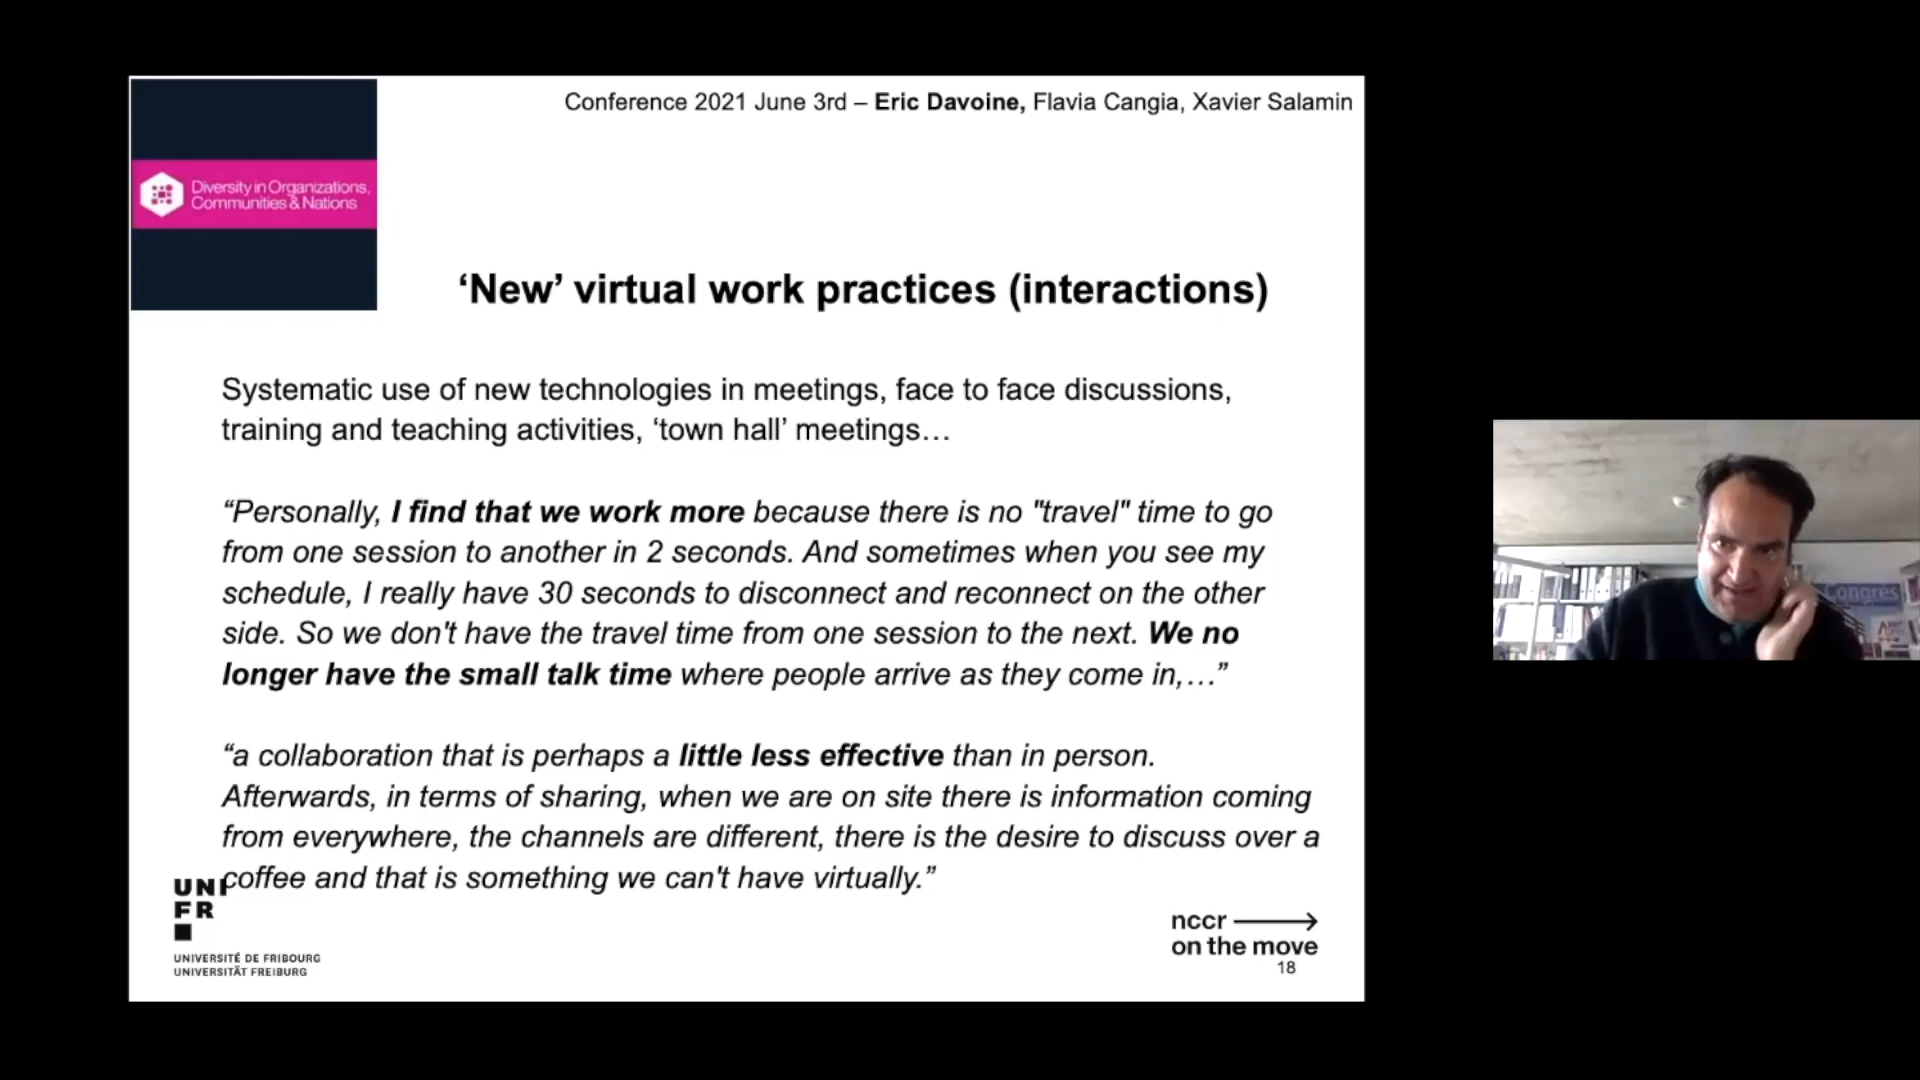 Conference 2021 June 3rd – Eric Davoine, Flavia Cangia, Xavier Salamin
Diversity in Organizations,
Communities & Nations
‘New’ virtual work practices (interactions)
Systematic use of new technologies in meetings, face to face discussions,
training and teaching activities, ‘town hall’ meetings…
“Personally, I find that we work more because there is no "travel" time to go
from one session to another in 2 seconds. And sometimes when you see my
schedule, I really have 30 seconds to disconnect and reconnect on the other
side. So we don't have the travel time from one session to the next. We no
longer have the small talk time where people arrive as they come in,…”
“a collaboration that is perhaps a little less effective than in person.
Afterwards, in terms of sharing, when we are on site there is information coming
from everywhere, the channels are different, there is the desire to discuss over a
coffee and that is something we can't have virtually.”
UNI
FR
UNIVERSITÉ DE FRIBOURG
UNIVERSITÄT FREIBURG
nccr
on the move
18
Congrès